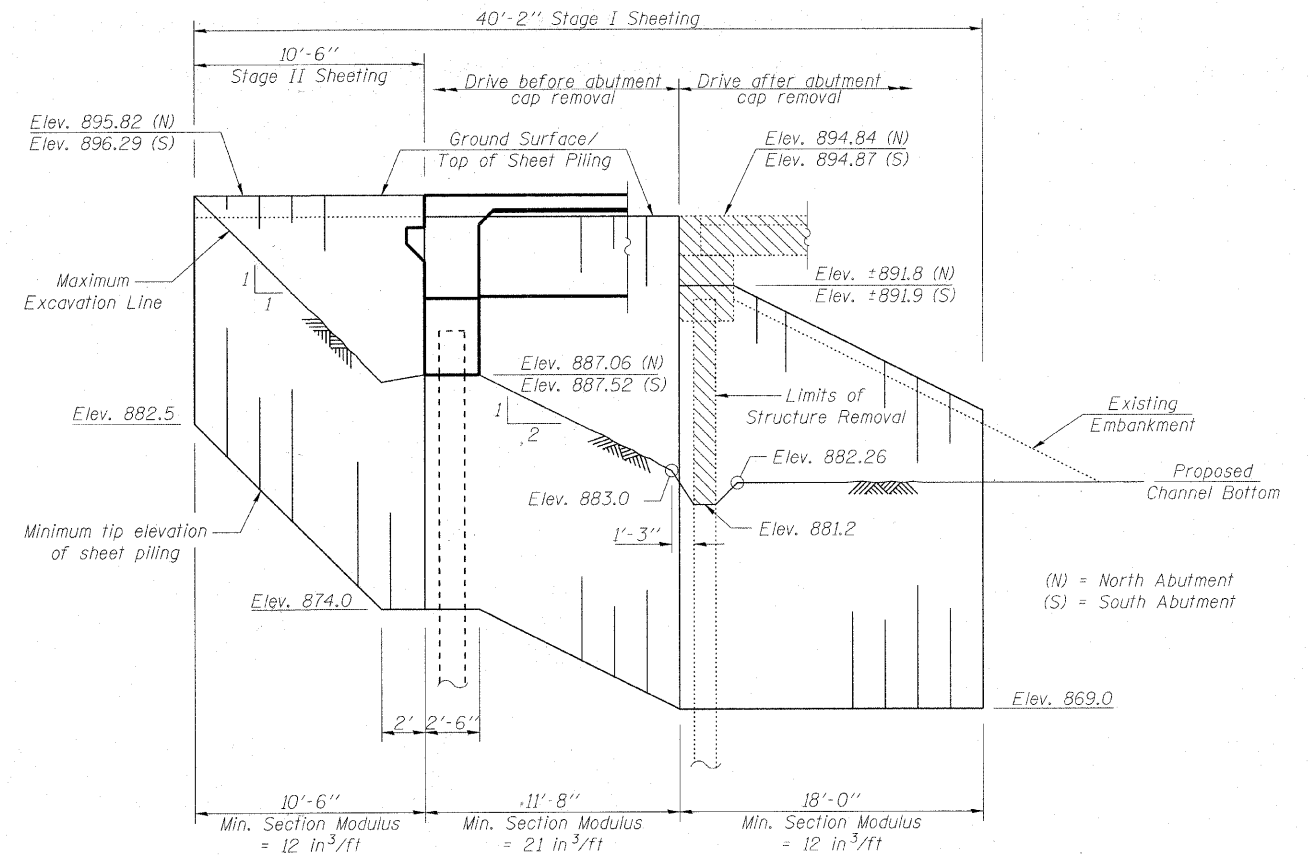 40'-2" Stage I Sheeting
10'-6"
Stage II Sheeting
Drive before abutment
cap removal
Drive after abutment
cap removal
Elev. 895.82 (N)
Elev. 896.29 (S)
Ground Surface/
Top of Sheet Piling
Elev. 894.84 (N)
Elev. 894.87 (S)
Maximum
Excavation Line
1
1
Elev. ±891.8 (N)
Elev. ±891.9 (S)
Elev. 887.06 (N)
Elev. 887.52 (S)
1
2
Limits of
Structure Removal
Existing
Embankment
Elev. 882.5
Elev. 882.26
Proposed
Channel Bottom
Elev. 883.0
Elev. 881.2
1'-3"
Minimum tip elevation
of sheet piling
(N) = North Abutment
(S) = South Abutment
Elev. 874.0
Elev. 869.0
2'
2'-6"
10'-6"
Min. Section Modulus
= 12 in³/ft
11'-8"
Min. Section Modulus
= 21 in³/ft
18'-0"
Min. Section Modulus
= 12 in³/ft